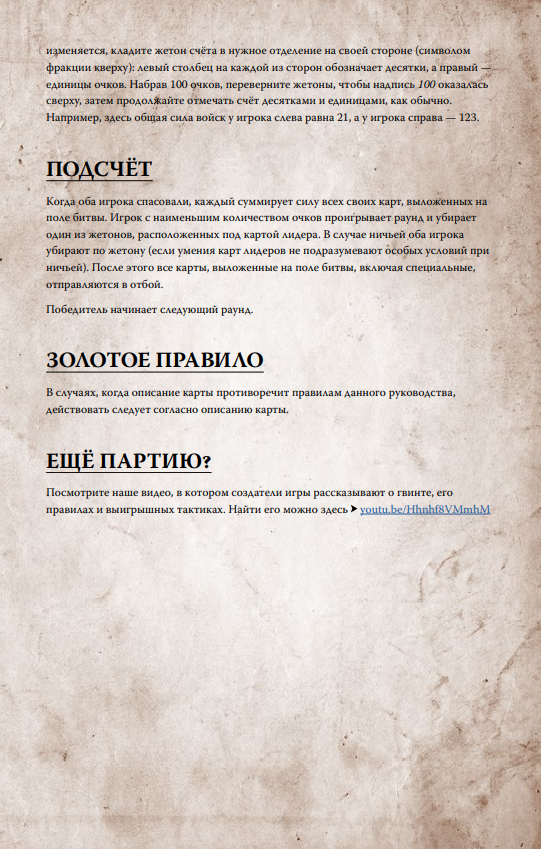 изменяется, кладите жетон счёта в нужное отделение на своей стороне (символом
фракции кверху): левый столбец на каждой из сторон обозначает десятки, а правый —
единицы очков. Набрав 100 очков, переверните жетоны, чтобы надпись 100 оказалась
сверху, затем продолжайте отмечать счёт десятками и единицами, как обычно.
Например, здесь общая сила войск у игрока слева равна 21, а у игрока справа — 123.
ПОДСЧЁТ
Когда оба игрока спасовали, каждый суммирует силу всех своих карт, выложенных на
поле битвы. Игрок с наименьшим количеством очков проигрывает раунд и убирает
один из жетонов, расположенных под картой лидера. В случае ничьей оба игрока
убирают по жетону (если умения карт лидеров не подразумевают особых условий при
ничьей). После этого все карты, выложенные на поле битвы, включая специальные,
отправляются в отбой.
Победитель начинает следующий раунд.
ЗОЛОТОЕ ПРАВИЛО
В случаях, когда описание карты противоречит правилам данного руководства,
действовать следует согласно описанию карты.
ЕЩЁ ПАРТИЮ?
Посмотрите наше видео, в котором создатели игры рассказывают о гвинте, его
правилах и выигрышных тактиках. Найти его можно здесь ➤ youtu.be/Hhnhf8VMmhM